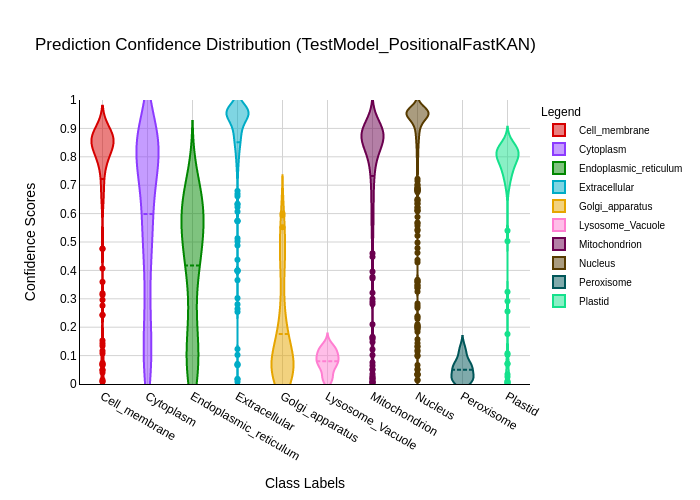 Prediction Confidence Distribution (TestModel_PositionalFastKAN)
Legend
Cell_membrane
Cytoplasm
Endoplasmic_reticulum
Extracellular
Golgi_apparatus
Lysosome_Vacuole
Mitochondrion
Nucleus
Peroxisome
Plastid
Confidence Scores
1
0.9
0.8
0.7
0.6
0.5
0.4
0.3
0.2
0.1
0
Cell_membrane
Cytoplasm
Endoplasmic_reticulum
Extracellular
Golgi_apparatus
Lysosome_Vacuole
Mitochondrion
Nucleus
Peroxisome
Plastid
Class Labels